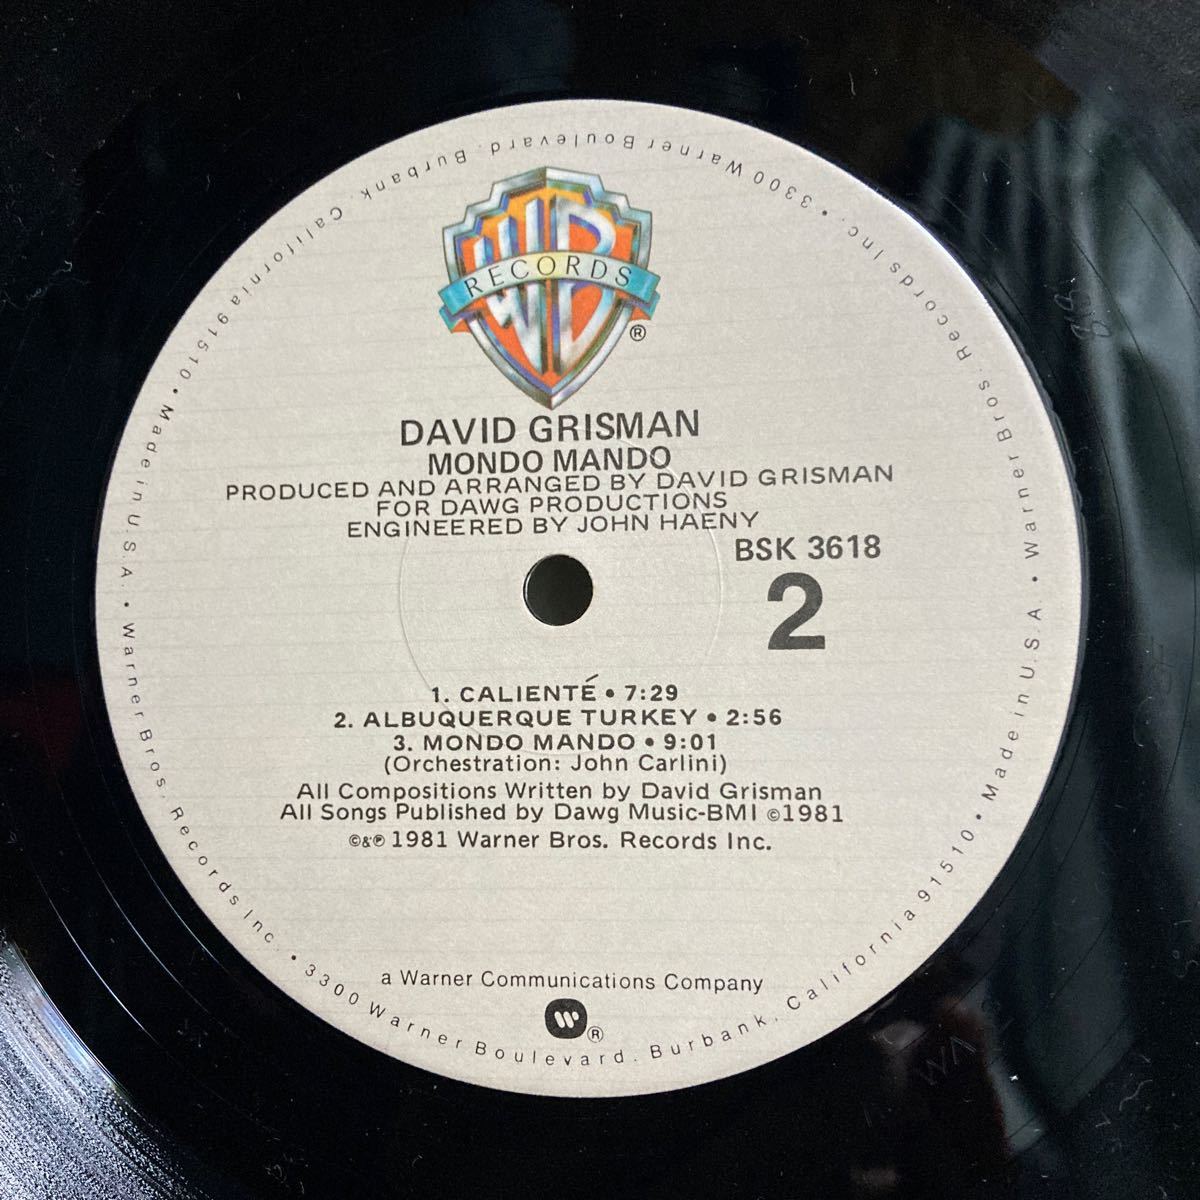 WB
RECORDS
®
DAVID GRISMAN
MONDO MANDO
PRODUCED AND ARRANGED BY DAVID GRISMAN
FOR DAWG PRODUCTIONS
ENGINEERED BY JOHN HAENY
BSK 3618
2
1. CALIENTÉ • 7:29
2. ALBUQUERQUE TURKEY • 2:56
3. MONDO MANDO • 9:01
(Orchestration: John Carlini)
All Compositions Written by David Grisman
All Songs Published by Dawg Music-BMI ©1981
©&℗ 1981 Warner Bros. Records Inc.
a Warner Communications Company
®
Warner Bros. Records Inc. • 3300 Warner Boulevard. Burbank. California 91510 • Made in U.S.A. • Warner Bros. Records Inc. • 3300 Warner Boulevard. Burbank. California 91510 • Made in U.S.A. •